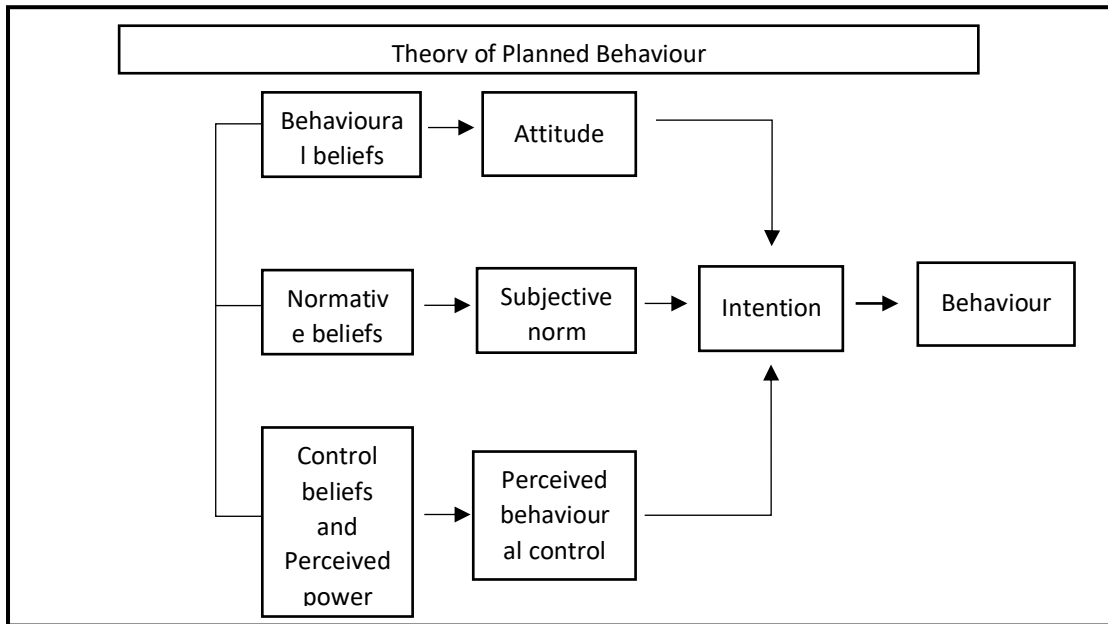 Theory of Planned Behaviour
Behavioura
l beliefs
Attitude
Normativ
e beliefs
Subjective
norm
Intention
Behaviour
Control
beliefs
and
Perceived
power
Perceived
behaviour
al control